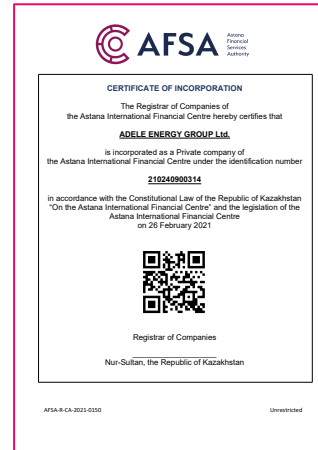 AFSA
Astana
Financial
Services
Authority
CERTIFICATE OF INCORPORATION
The Registrar of Companies of
the Astana International Financial Centre hereby certifies that
ADELE ENERGY GROUP Ltd.
is incorporated as a Private company of
the Astana International Financial Centre under the identification number
210240900314
in accordance with the Constitutional Law of the Republic of Kazakhstan
"On the Astana International Financial Centre" and the legislation of the
Astana International Financial Centre
on 26 February 2021
Registrar of Companies
Nur-Sultan, the Republic of Kazakhstan
AFSA-R-CA-2021-0150
Unrestricted